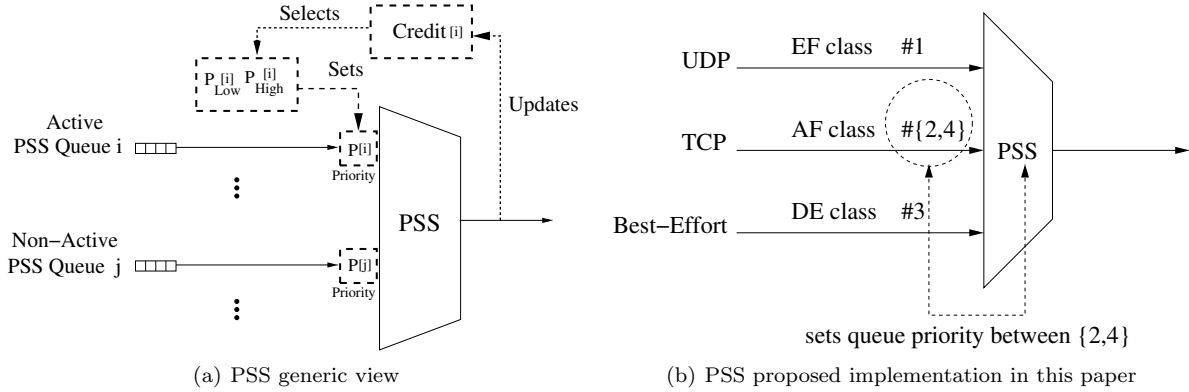 Selects
Credit[i]
P[i]Low P[i]High
Sets
Updates
Active
PSS Queue i
P[i]
Priority
PSS
Non−Active
PSS Queue j
P[j]
Priority
(a) PSS generic view
UDP EF class #1
TCP AF class #{2,4}
PSS
Best−Effort DE class #3
sets queue priority between {2,4}
(b) PSS proposed implementation in this paper